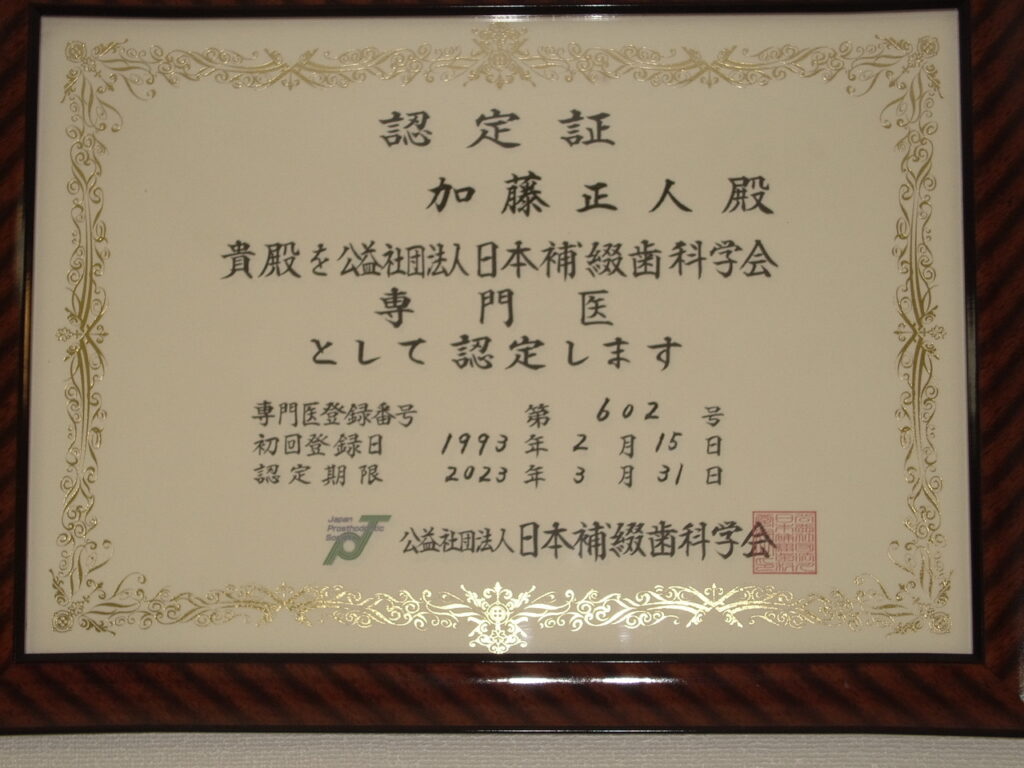 認定証
加藤正人殿
貴殿を公益社団法人日本補綴歯科学会
専門医
として認定します
専門医登録番号 第 602 号
初回登録日 1993 年 2 月 15 日
認定期限 2023 年 3 月 31 日
Japan
Prosthodontic
Society
公益社団法人日本補綴歯科学会